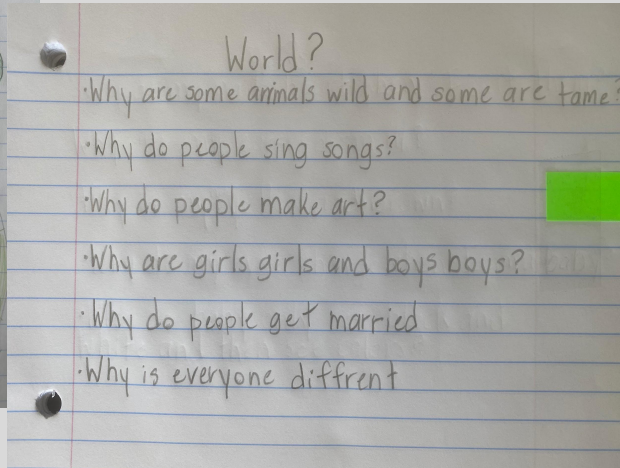 World?
·Why are some animals wild and some are tame?
·Why do people sing songs?
·Why do people make art?
·Why are girls girls and boys boys?
·Why do people get married
·Why is everyone diffrent